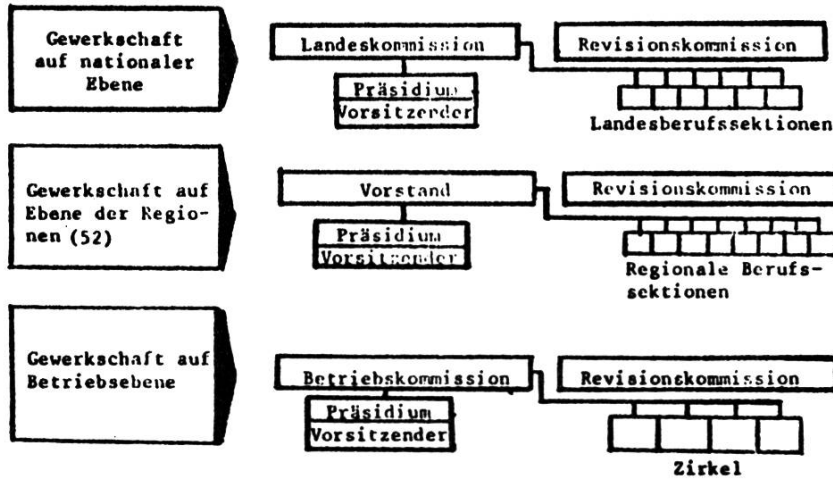 Gewerkschaft
auf nationaler
Ebene
Landeskommission
Revisionskommission
Präsidium
Vorsitzender
Landesberufssektionen
Gewerkschaft auf
Ebene der Regio-
nen (52)
Vorstand
Revisionskommission
Präsidium
Vorsitzender
Regionale Berufs-
sektionen
Gewerkschaft auf
Betriebsebene
Betriebskommission
Revisionskommission
Präsidium
Vorsitzender
Zirkel